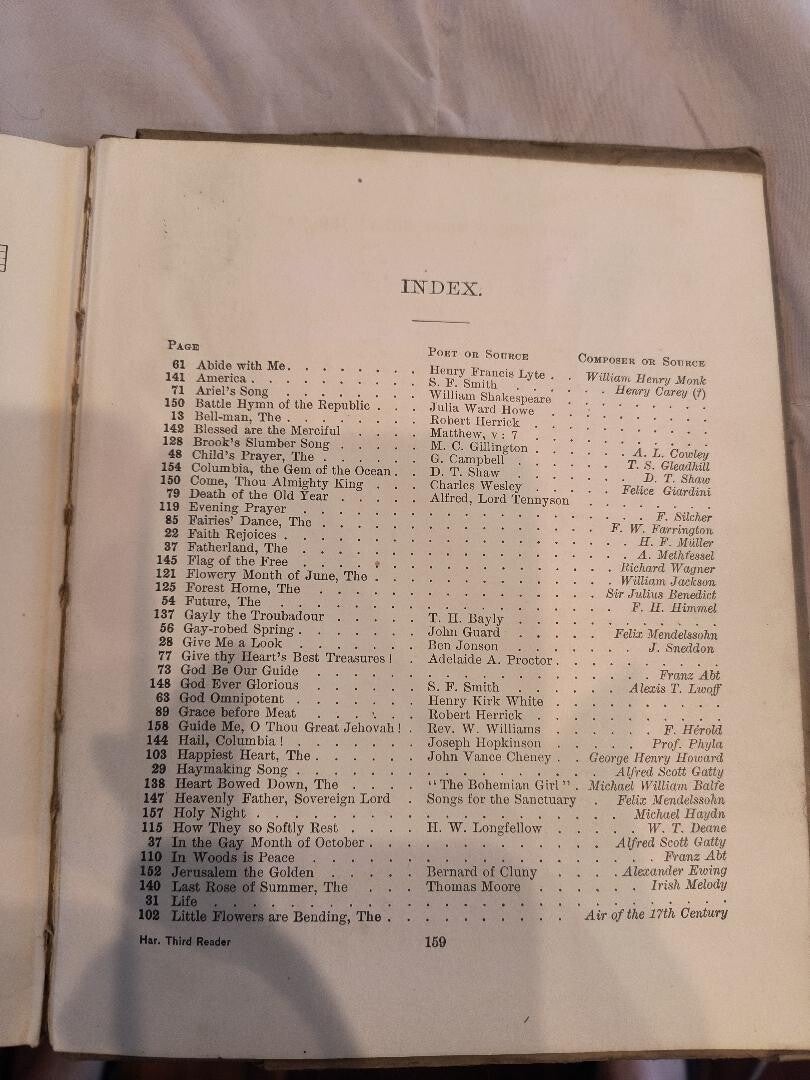 INDEX.
PAGE POET OR SOURCE COMPOSER OR SOURCE
61 Abide with Me . . . . . . . . Henry Francis Lyte . . William Henry Monk
141 America . . . . . . . . . . S. F. Smith . . . . . Henry Carey (?)
71 Ariel's Song . . . . . . . . William Shakespeare . . . . . . . .
150 Battle Hymn of the Republic . . . Julia Ward Howe . . . . . . . .
13 Bell-man, The . . . . . . . . Robert Herrick . . . . . . . .
142 Blessed are the Merciful . . . . Matthew, v : 7 . . . . . . . .
128 Brook's Slumber Song . . . . . M. C. Gillington . . . . . A. L. Cowley
48 Child's Prayer, The . . . . . . G. Campbell . . . . . T. S. Gleadhill
154 Columbia, the Gem of the Ocean . . D. T. Shaw . . . . . D. T. Shaw
150 Come, Thou Almighty King . . . Charles Wesley . . . . Felice Giardini
79 Death of the Old Year . . . . . Alfred, Lord Tennyson . . . . . .
119 Evening Prayer . . . . . . . . . . . . F. Silcher
85 Fairies' Dance, The . . . . . . . . . . . . F. W. Farrington
22 Faith Rejoices . . . . . . . . . . . . H. F. Müller
37 Fatherland, The . . . . . . . . . . . . A. Methfessel
145 Flag of the Free . . . . . . . . . . . . Richard Wagner
121 Flowery Month of June, The . . . . . . . . . . . . William Jackson
125 Forest Home, The . . . . . . . . . . . . Sir Julius Benedict
54 Future, The . . . . . . . . . . . . F. H. Himmel
137 Gayly the Troubadour . . . . . T. H. Bayly . . . . . . . .
56 Gay-robed Spring . . . . . . . John Guard . . . . . Felix Mendelssohn
28 Give Me a Look . . . . . . . Ben Jonson . . . . . J. Sneddon
77 Give thy Heart's Best Treasures ! . Adelaide A. Proctor . . . . . . .
73 God Be Our Guide . . . . . . . . . . . . Franz Abt
148 God Ever Glorious . . . . . . S. F. Smith . . . . . Alexis T. Lwoff
63 God Omnipotent . . . . . . . Henry Kirk White . . . . . . . .
89 Grace before Meat . . . . . . Robert Herrick . . . . . . . .
158 Guide Me, O Thou Great Jehovah ! . Rev. W. Williams . . . . . F. Hérold
144 Hail, Columbia ! . . . . . . . Joseph Hopkinson . . . . . Prof. Phyla
103 Happiest Heart, The . . . . . . John Vance Cheney . . George Henry Howard
29 Haymaking Song . . . . . . . . . . . . Alfred Scott Gatty
138 Heart Bowed Down, The . . . . "The Bohemian Girl" . Michael William Balfe
147 Heavenly Father, Sovereign Lord . Songs for the Sanctuary . Felix Mendelssohn
157 Holy Night . . . . . . . . . . . . Michael Haydn
115 How They so Softly Rest . . . . H. W. Longfellow . . . . . W. T. Deane
37 In the Gay Month of October . . . . . . . . . . . . Alfred Scott Gatty
110 In Woods is Peace . . . . . . . . . . . . Franz Abt
152 Jerusalem the Golden . . . . . Bernard of Cluny . . . . Alexander Ewing
140 Last Rose of Summer, The . . . Thomas Moore . . . . . . Irish Melody
31 Life . . . . . . . . . . . . . . . . . .
102 Little Flowers are Bending, The . . . . . . . . . . Air of the 17th Century
Har. Third Reader 159